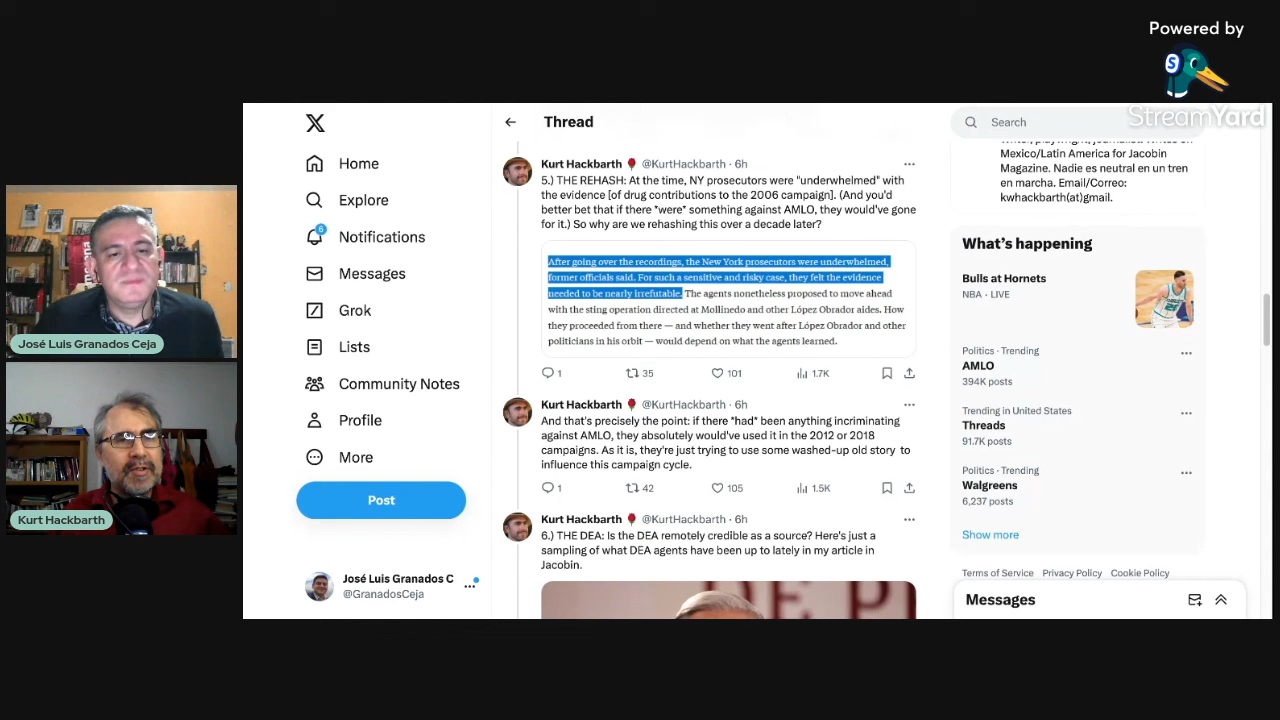 Powered by
S
StreamYard
José Luis Granados Ceja
Kurt Hackbarth
Home
Explore
6
Notifications
Messages
Grok
Lists
Community Notes
Profile
More
Post
José Luis Granados C
@GranadosCeja
Thread
Kurt Hackbarth 🌹 @KurtHackbarth · 6h
5.) THE REHASH: At the time, NY prosecutors were "underwhelmed" with
the evidence [of drug contributions to the 2006 campaign]. (And you'd
better bet that if there *were* something against AMLO, they would've gone
for it.) So why are we rehashing this over a decade later?
After going over the recordings, the New York prosecutors were underwhelmed,
former officials said. For such a sensitive and risky case, they felt the evidence
needed to be nearly irrefutable. The agents nonetheless proposed to move ahead
with the sting operation directed at Mollinedo and other López Obrador aides. How
they proceeded from there — and whether they went after López Obrador and other
politicians in his orbit — would depend on what the agents learned.
1 35 101 1.7K
Kurt Hackbarth 🌹 @KurtHackbarth · 6h
And that's precisely the point: if there *had* been anything incriminating
against AMLO, they absolutely would've used it in the 2012 or 2018
campaigns. As it is, they're just trying to use some washed-up old story to
influence this campaign cycle.
1 42 105 1.5K
Kurt Hackbarth 🌹 @KurtHackbarth · 6h
6.) THE DEA: Is the DEA remotely credible as a source? Here's just a
sampling of what DEA agents have been up to lately in my article in
Jacobin.
DE P
Search
Writer, playwright, journalist. Writes on
Mexico/Latin America for Jacobin
Magazine. Nadie es neutral en un tren
en marcha. Email/Correo:
kwhackbarth(at)gmail.
What's happening
Bulls at Hornets
NBA · LIVE
Politics · Trending
AMLO
394K posts
Trending in United States
Threads
91.7K posts
Politics · Trending
Walgreens
6,237 posts
Show more
Terms of Service Privacy Policy Cookie Policy
Messages